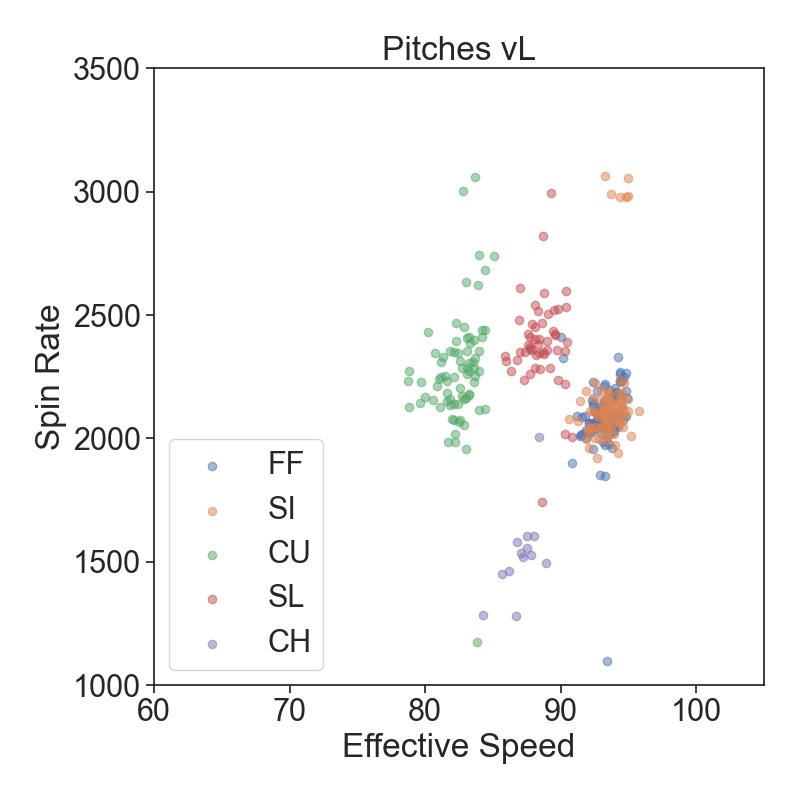 Pitches vL
3500
3000
2500
2000
1500
1000
Spin Rate
FF
SI
CU
SL
CH
60 70 80 90 100
Effective Speed